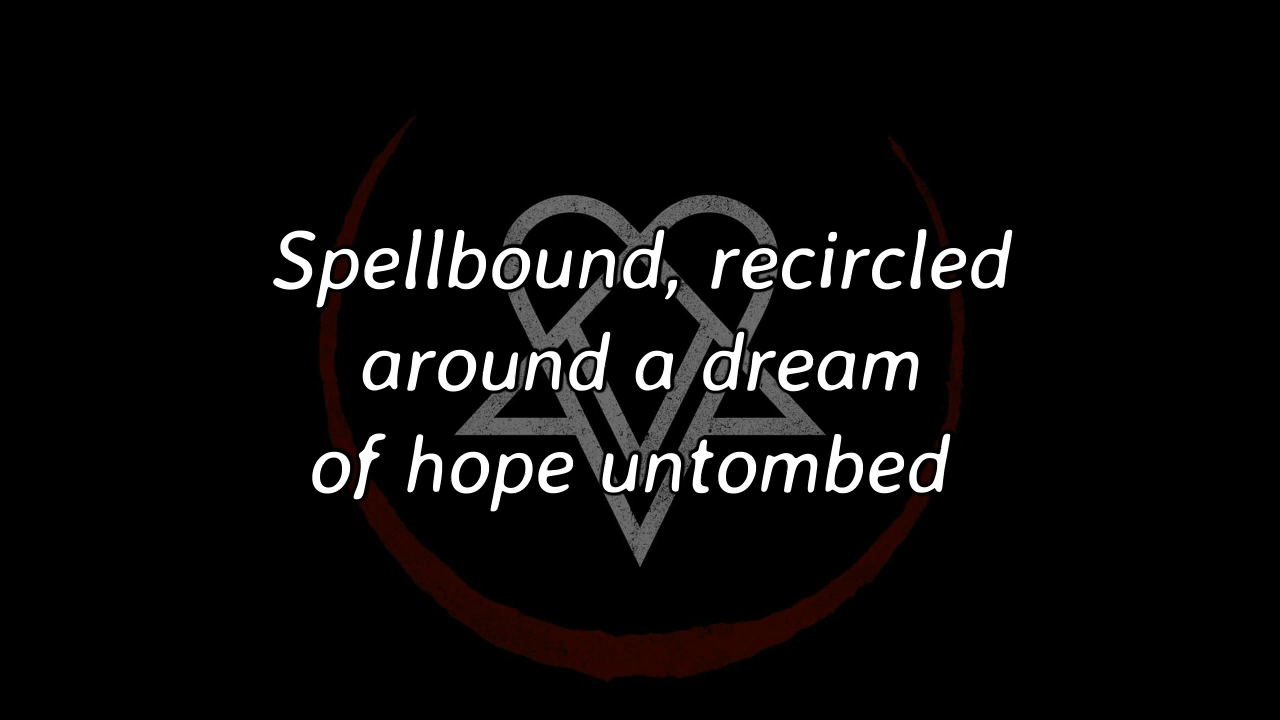 Spellbound, recircled
around a dream
of hope untombed